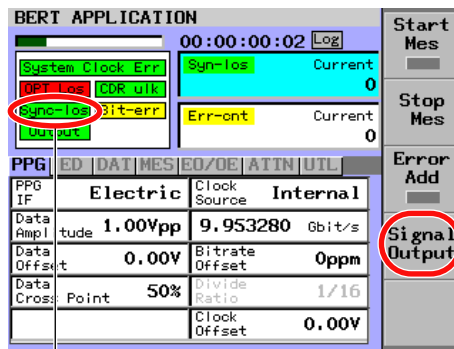 BERT APPLICATION
00:00:00:02 Log
System Clock Err
OPT Los CDR ulk
Sync-los Bit-err
Output
Syn-los Current
0
Err-cnt Current
0
PPG ED DAT MES EO/OE ATTN UTL
PPG IF Electric
Clock Source Internal
Data Amplitude 1.00Vpp
9.953280 Gbit/s
Data Offset 0.00V
Bitrate Offset 0ppm
Data Cross Point 50%
Divide Ratio 1/16
Clock Offset 0.00V
Start Mes
Stop Mes
Error Add
Signal Output